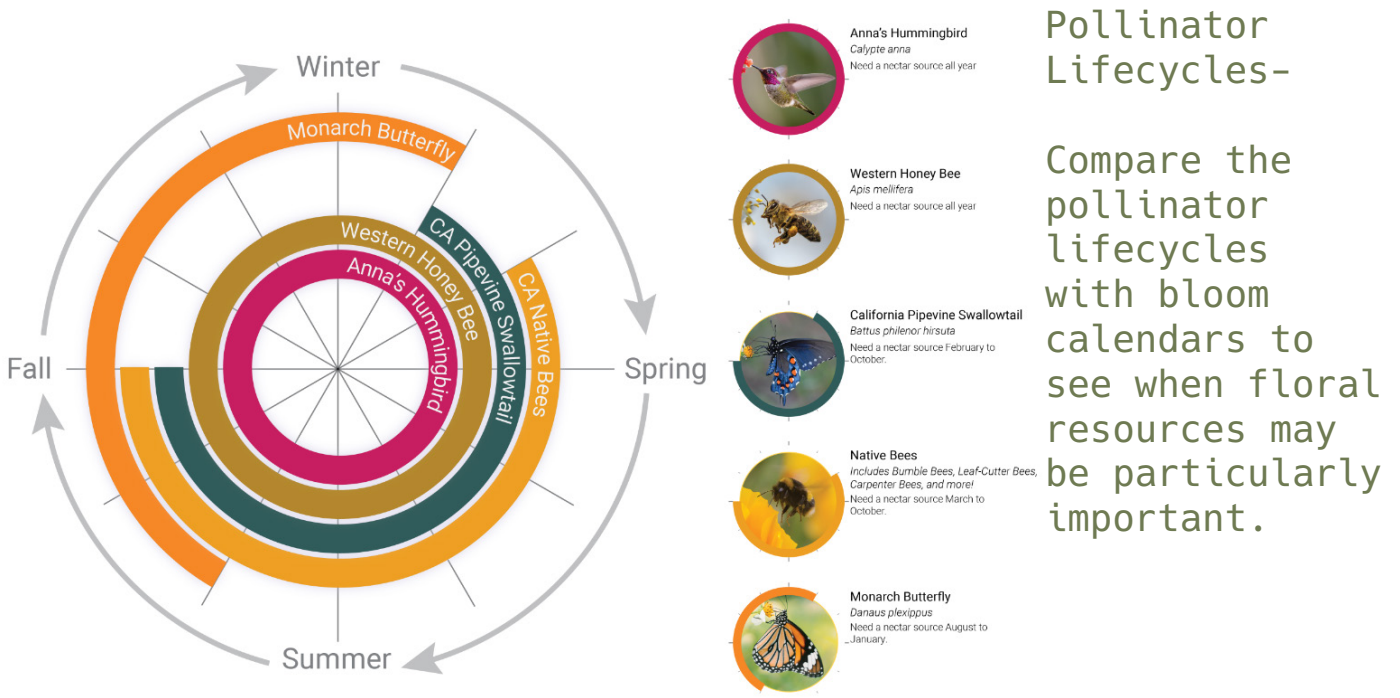 Winter
Spring
Summer
Fall
Monarch Butterfly
Western Honey Bee
Anna's Hummingbird
CA Pipevine Swallowtail
CA Native Bees
Anna's Hummingbird
Calypte anna
Need a nectar source all year
Western Honey Bee
Apis mellifera
Need a nectar source all year
California Pipevine Swallowtail
Battus philenor hirsuta
Need a nectar source February to
October.
Native Bees
Includes Bumble Bees, Leaf-Cutter Bees,
Carpenter Bees, and more!
Need a nectar source March to
October.
Monarch Butterfly
Danaus plexippus
Need a nectar source August to
January.
Pollinator
Lifecycles–
Compare the
pollinator
lifecycles
with bloom
calendars to
see when floral
resources may
be particularly
important.